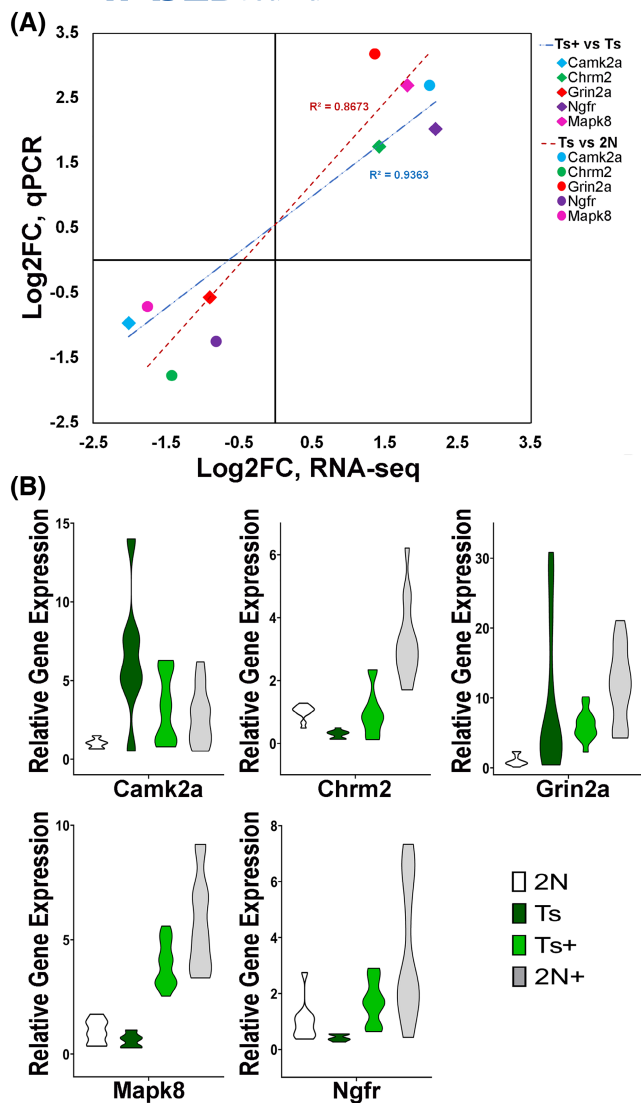 (A)
3.5
2.5
1.5
0.5
-0.5
-1.5
-2.5
Log2FC, qPCR
R² = 0.8673
R² = 0.9363
-2.5 -1.5 -0.5 0.5 1.5 2.5 3.5
Log2FC, RNA-seq
Ts+ vs Ts
Camk2a
Chrm2
Grin2a
Ngfr
Mapk8
Ts vs 2N
Camk2a
Chrm2
Grin2a
Ngfr
Mapk8
(B)
Relative Gene Expression
15
10
5
0
Camk2a
Relative Gene Expression
6
4
2
0
Chrm2
Relative Gene Expression
30
20
10
0
Grin2a
Relative Gene Expression
10
5
0
Mapk8
Relative Gene Expression
8
6
4
2
0
Ngfr
2N
Ts
Ts+
2N+